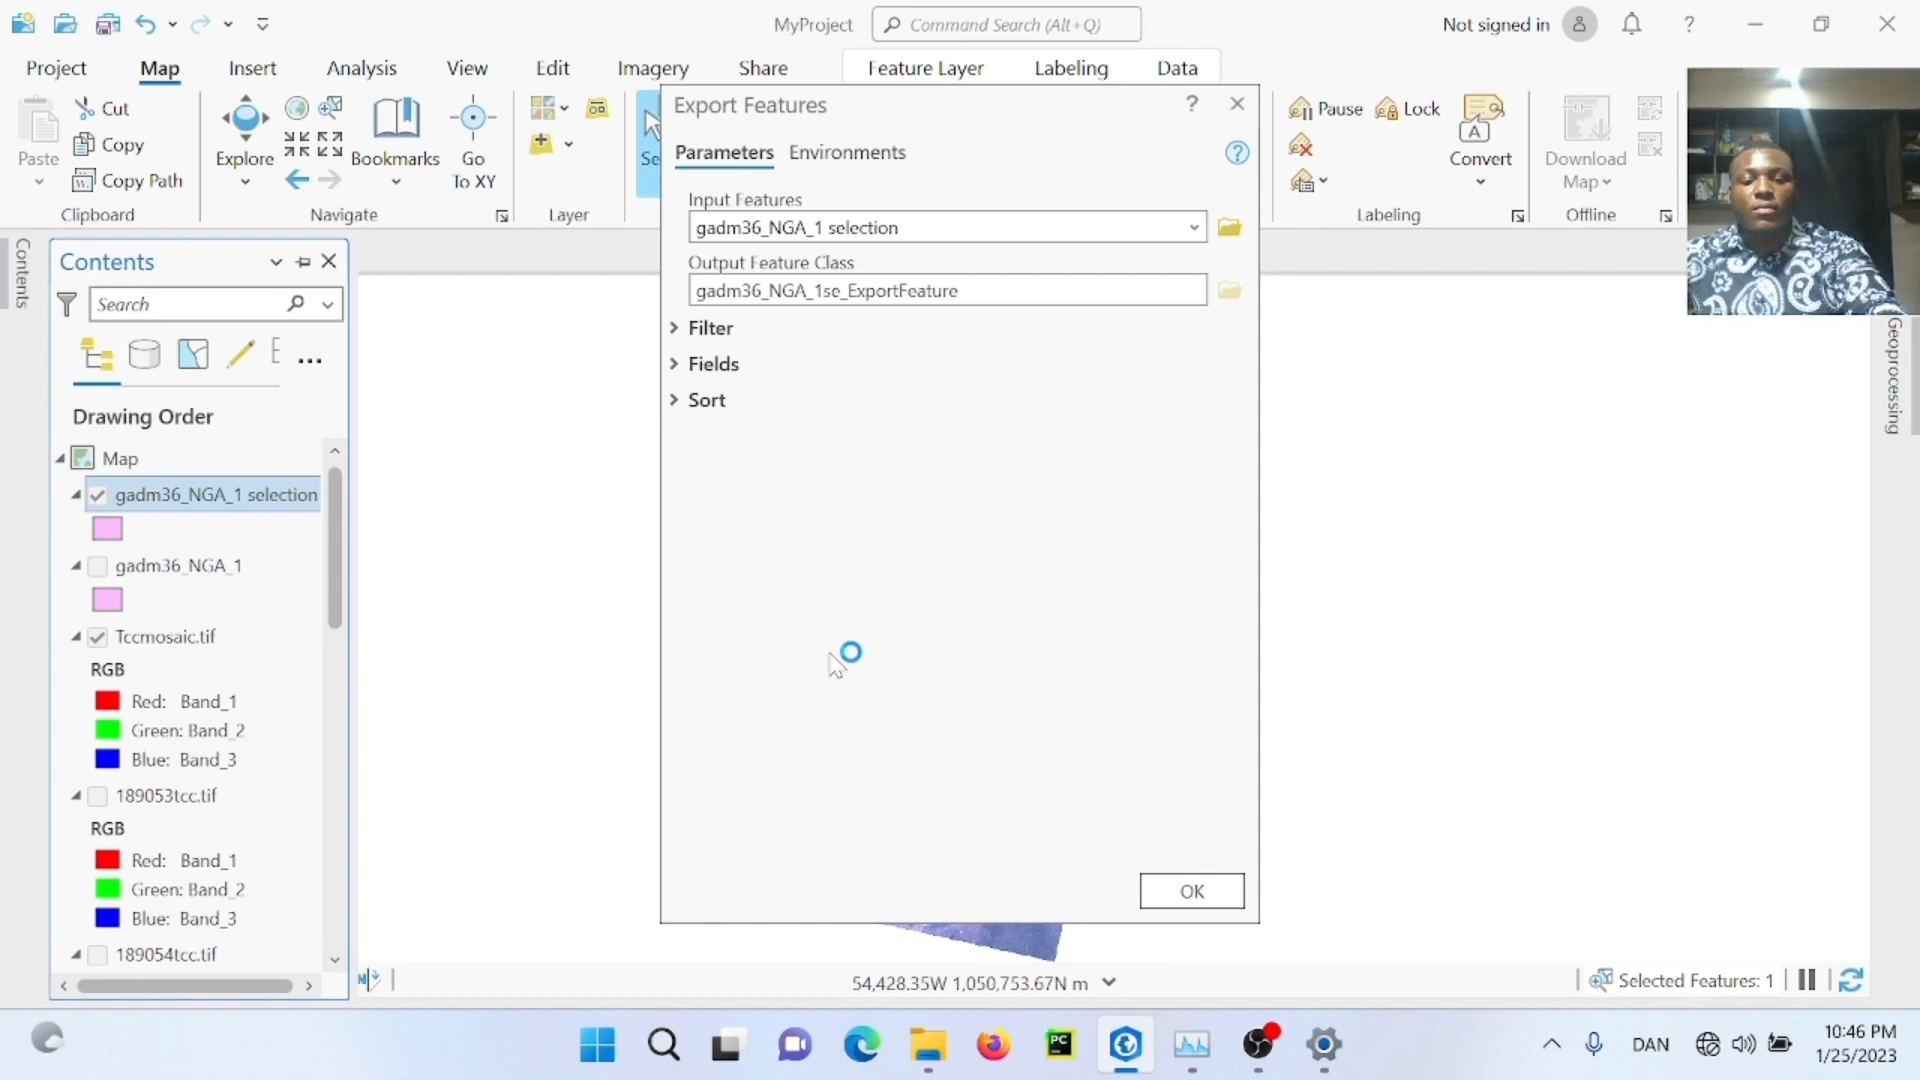 MyProject
Command Search (Alt+Q)
Not signed in
?
Project
Map
Insert
Analysis
View
Edit
Imagery
Share
Feature Layer
Labeling
Data
Paste
Cut
Copy
Copy Path
Clipboard
Explore
Bookmarks
Go
To XY
Navigate
Layer
Se
Pause
Lock
Convert
Labeling
Download
Map
Offline
Export Features
?
Parameters
Environments
?
Input Features
gadm36_NGA_1 selection
Output Feature Class
gadm36_NGA_1se_ExportFeature
Filter
Fields
Sort
OK
Contents
Contents
Search
...
Drawing Order
Map
gadm36_NGA_1 selection
gadm36_NGA_1
Tccmosaic.tif
RGB
Red: Band_1
Green: Band_2
Blue: Band_3
189053tcc.tif
RGB
Red: Band_1
Green: Band_2
Blue: Band_3
189054tcc.tif
Geoprocessing
54,428.35W 1,050,753.67N m
Selected Features: 1
PC
DAN
10:46 PM
1/25/2023